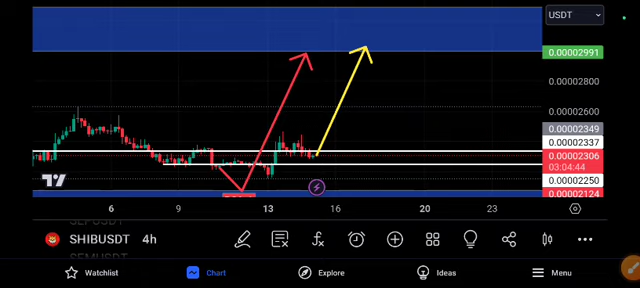 USDT
0.00002991
0.00002800
0.00002600
0.00002349
0.00002337
0.00002306
03:04:44
0.00002250
0.00002124
6 9 13 16 20 23
SHIBUSDT 4h
Watchlist Chart Explore Ideas Menu